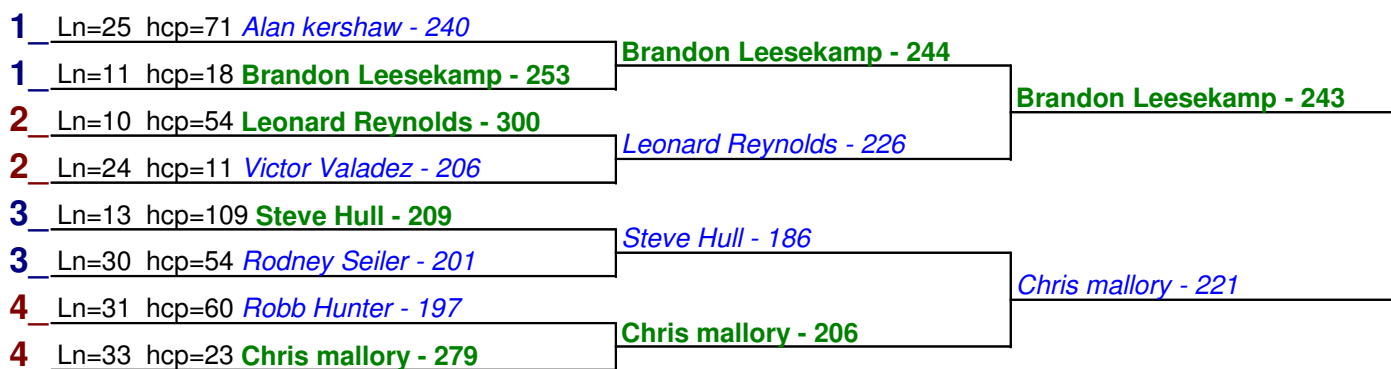 1_ Ln=25 hcp=71 Alan kershaw - 240
Brandon Leesekamp - 244
1_ Ln=11 hcp=18 Brandon Leesekamp - 253
Brandon Leesekamp - 243
2_ Ln=10 hcp=54 Leonard Reynolds - 300
Leonard Reynolds - 226
2_ Ln=24 hcp=11 Victor Valadez - 206
3_ Ln=13 hcp=109 Steve Hull - 209
Steve Hull - 186
3_ Ln=30 hcp=54 Rodney Seiler - 201
Chris mallory - 221
4_ Ln=31 hcp=60 Robb Hunter - 197
Chris mallory - 206
4 Ln=33 hcp=23 Chris mallory - 279